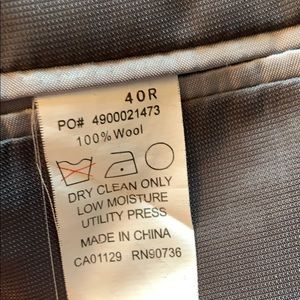 40R
PO# 4900021473
100% Wool
DRY CLEAN ONLY
LOW MOISTURE
UTILITY PRESS
MADE IN CHINA
CA01129 RN90736